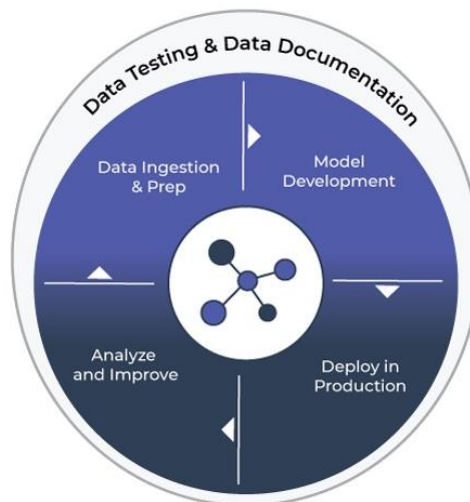 Data Testing & Data Documentation
Data Ingestion
& Prep
Model
Development
Analyze
and Improve
Deploy in
Production